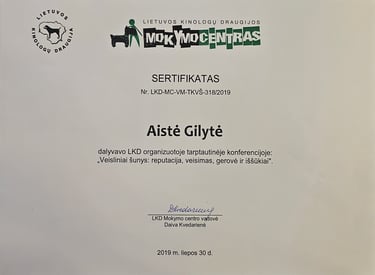 LIETUVOS KINOLOGŲ DRAUGIJA
LIETUVOS KINOLOGŲ DRAUGIJOS
MOKYMO CENTRAS
SERTIFIKATAS
Nr. LKD-MC-VM-TKVŠ-318/2019
Aistė Gilytė
dalyvavo LKD organizuotoje tarptautinėje konferencijoje:
„Veisliniai šunys: reputacija, veisimas, gerovė ir iššūkiai".
LKD Mokymo centro vadovė
Daiva Kvedarienė
2019 m. liepos 30 d.